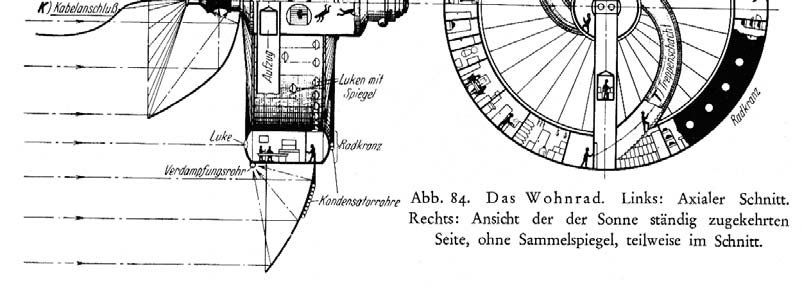 K) Kabelanschluß
Aufzug
Luken mit
Spiegel
Luke
Radkranz
Verdampfungsrohr
Kondensatorrohre
Treppenschacht
Radkranz
Abb. 84. Das Wohnrad. Links: Axialer Schnitt.
Rechts: Ansicht der der Sonne ständig zugekehrten
Seite, ohne Sammelspiegel, teilweise im Schnitt.